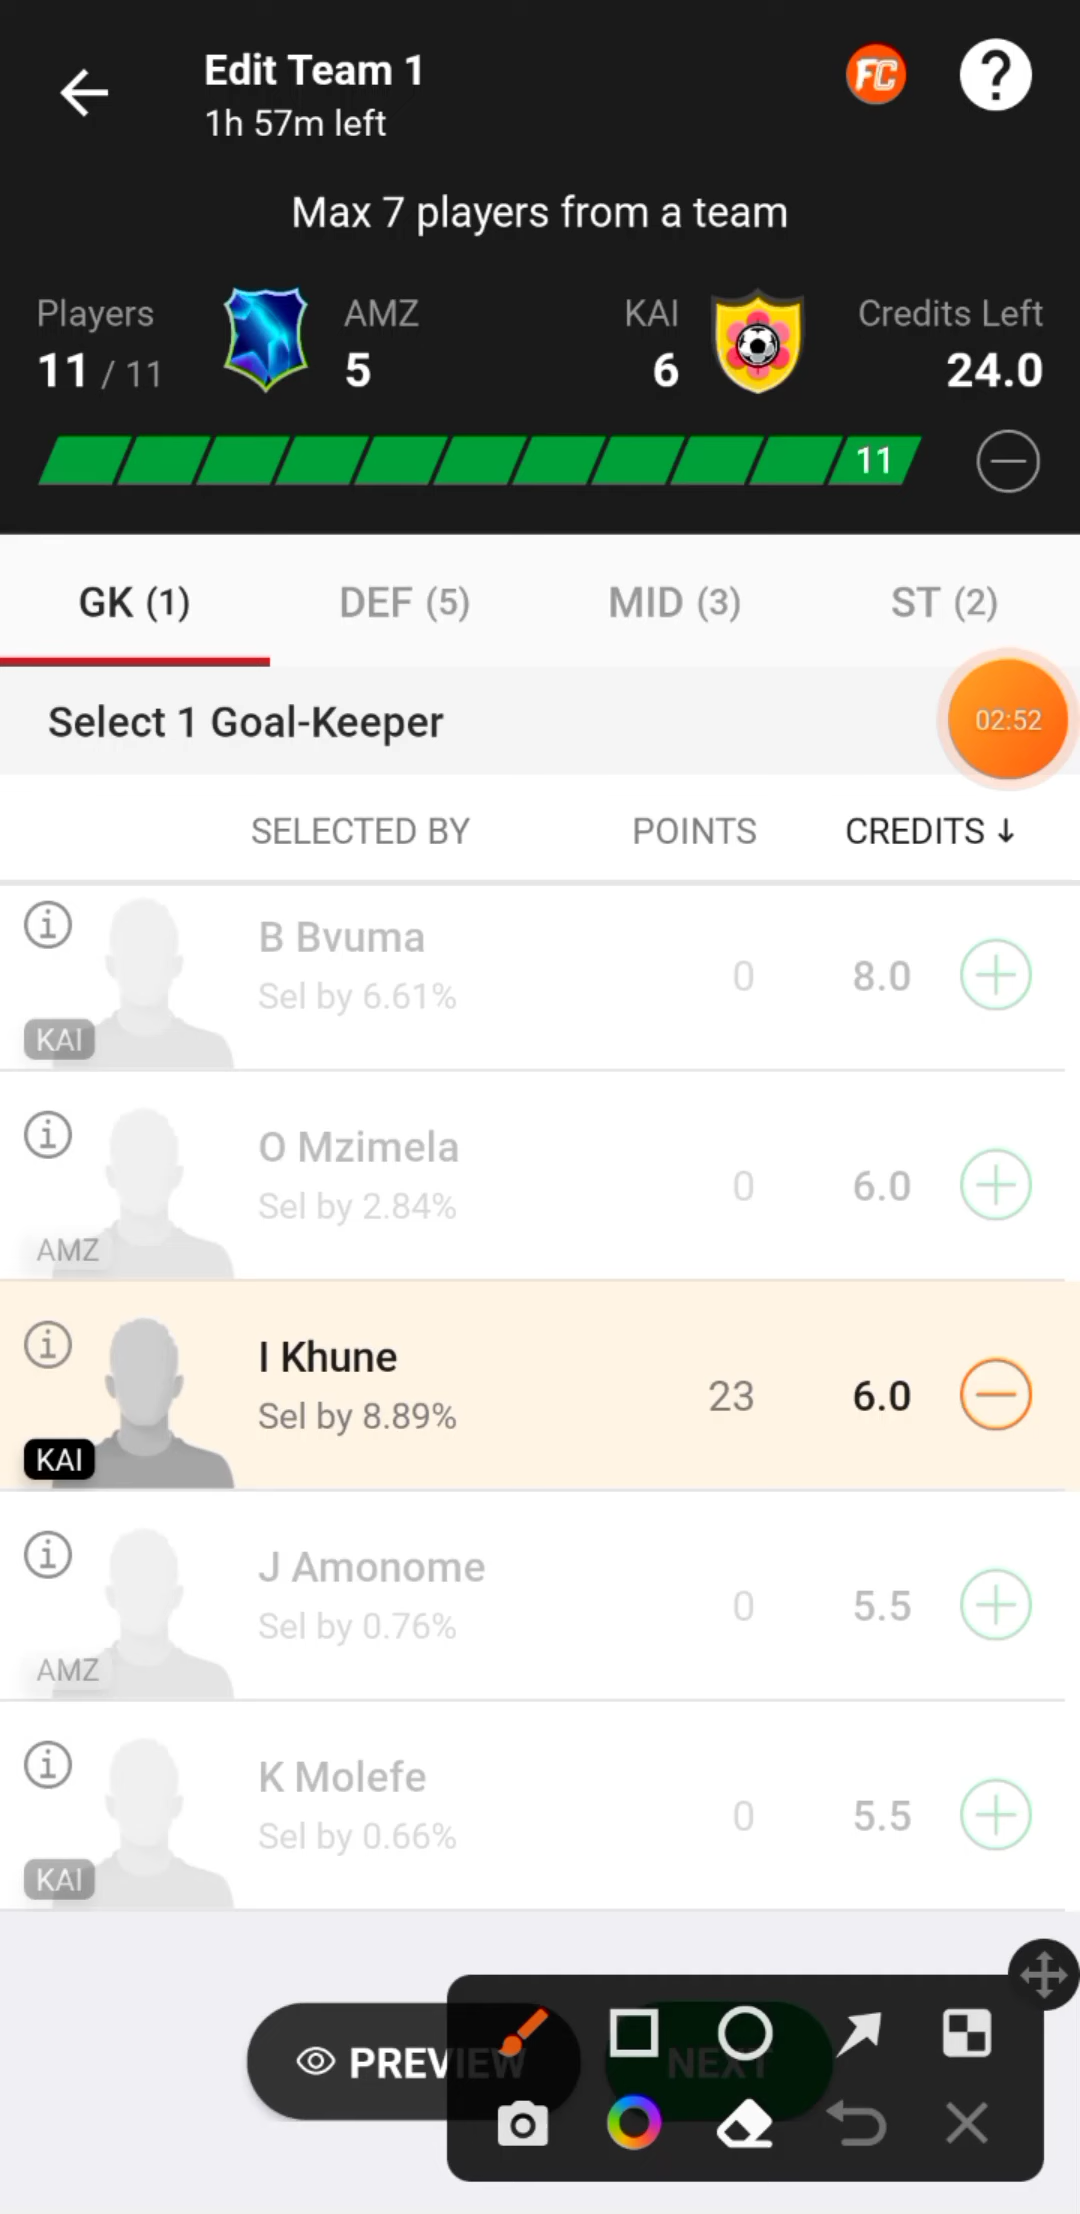 Edit Team 1
1h 57m left
FC
?
Max 7 players from a team
Players
11 / 11
AMZ
5
KAI
6
Credits Left
24.0
11
GK (1)
DEF (5)
MID (3)
ST (2)
Select 1 Goal-Keeper
02:52
SELECTED BY
POINTS
CREDITS ↓
i
B Bvuma
Sel by 6.61%
KAI
0
8.0
i
O Mzimela
Sel by 2.84%
AMZ
0
6.0
i
I Khune
Sel by 8.89%
KAI
23
6.0
i
J Amonome
Sel by 0.76%
AMZ
0
5.5
i
K Molefe
Sel by 0.66%
KAI
0
5.5
PREVIEW
NEXT